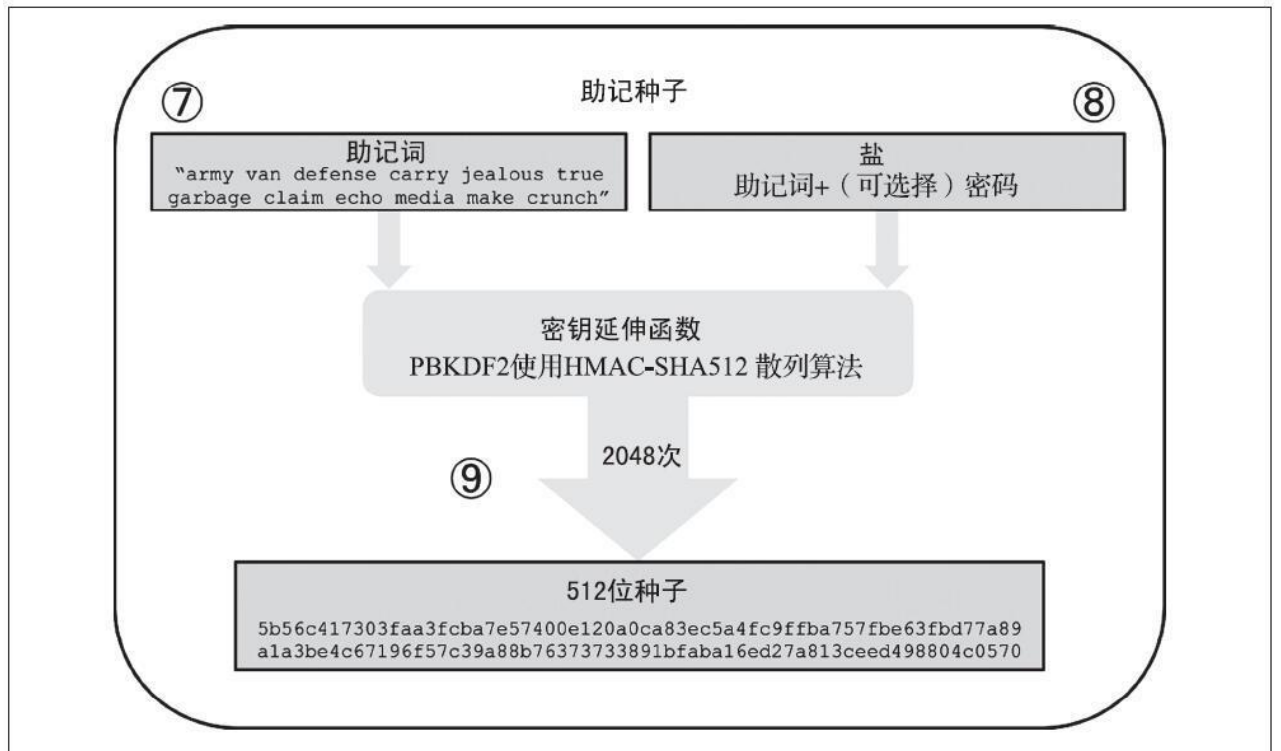 助记种子
⑦
⑧
助记词
“army van defense carry jealous true
garbage claim echo media make crunch”
盐
助记词+（可选择）密码
密钥延伸函数
PBKDF2使用HMAC-SHA512 散列算法
2048次
⑨
512位种子
5b56c417303faa3fcba7e57400e120a0ca83ec5a4fc9ffba757fbe63fbd77a89
a1a3be4c67196f57c39a88b76373733891bfaba16ed27a813ceed498804c0570